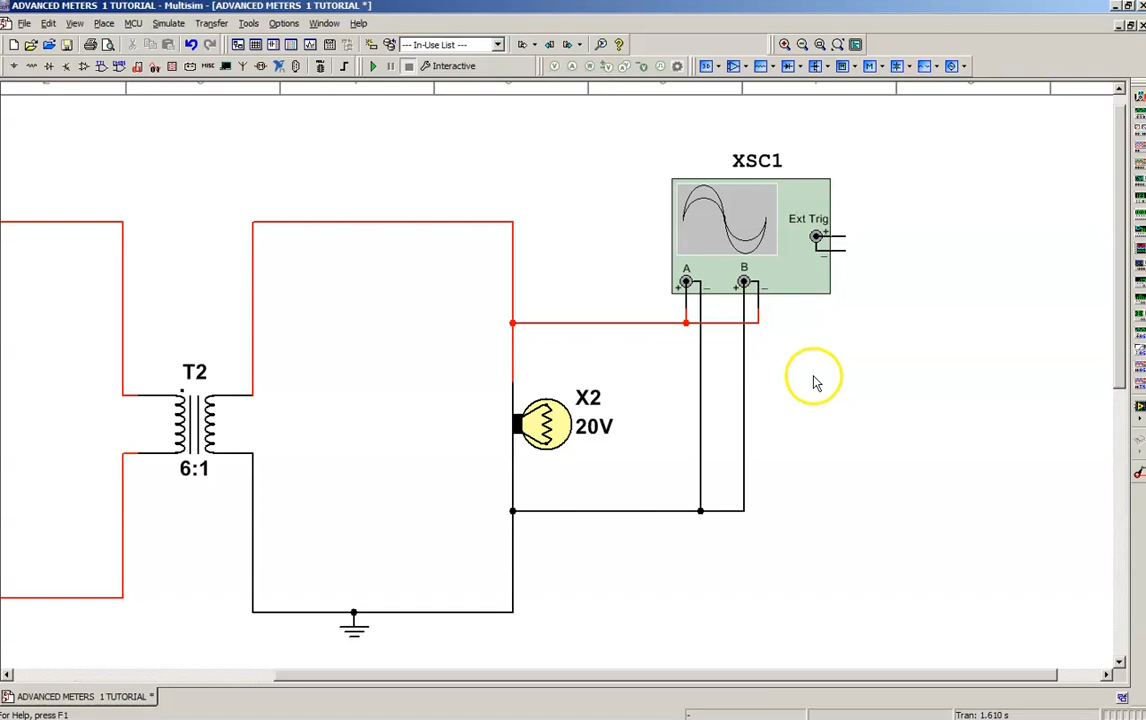 ADVANCED METERS 1 TUTORIAL - Multisim - [ADVANCED METERS 1 TUTORIAL *]
File Edit View Place MCU Simulate Transfer Tools Options Window Help
--- In-Use List ---
Interactive
XSC1
Ext Trig
+
−
A B
+ − + −
T2
6:1
X2
20V
ADVANCED METERS 1 TUTORIAL *
For Help, press F1
-
Tran: 1.610 s